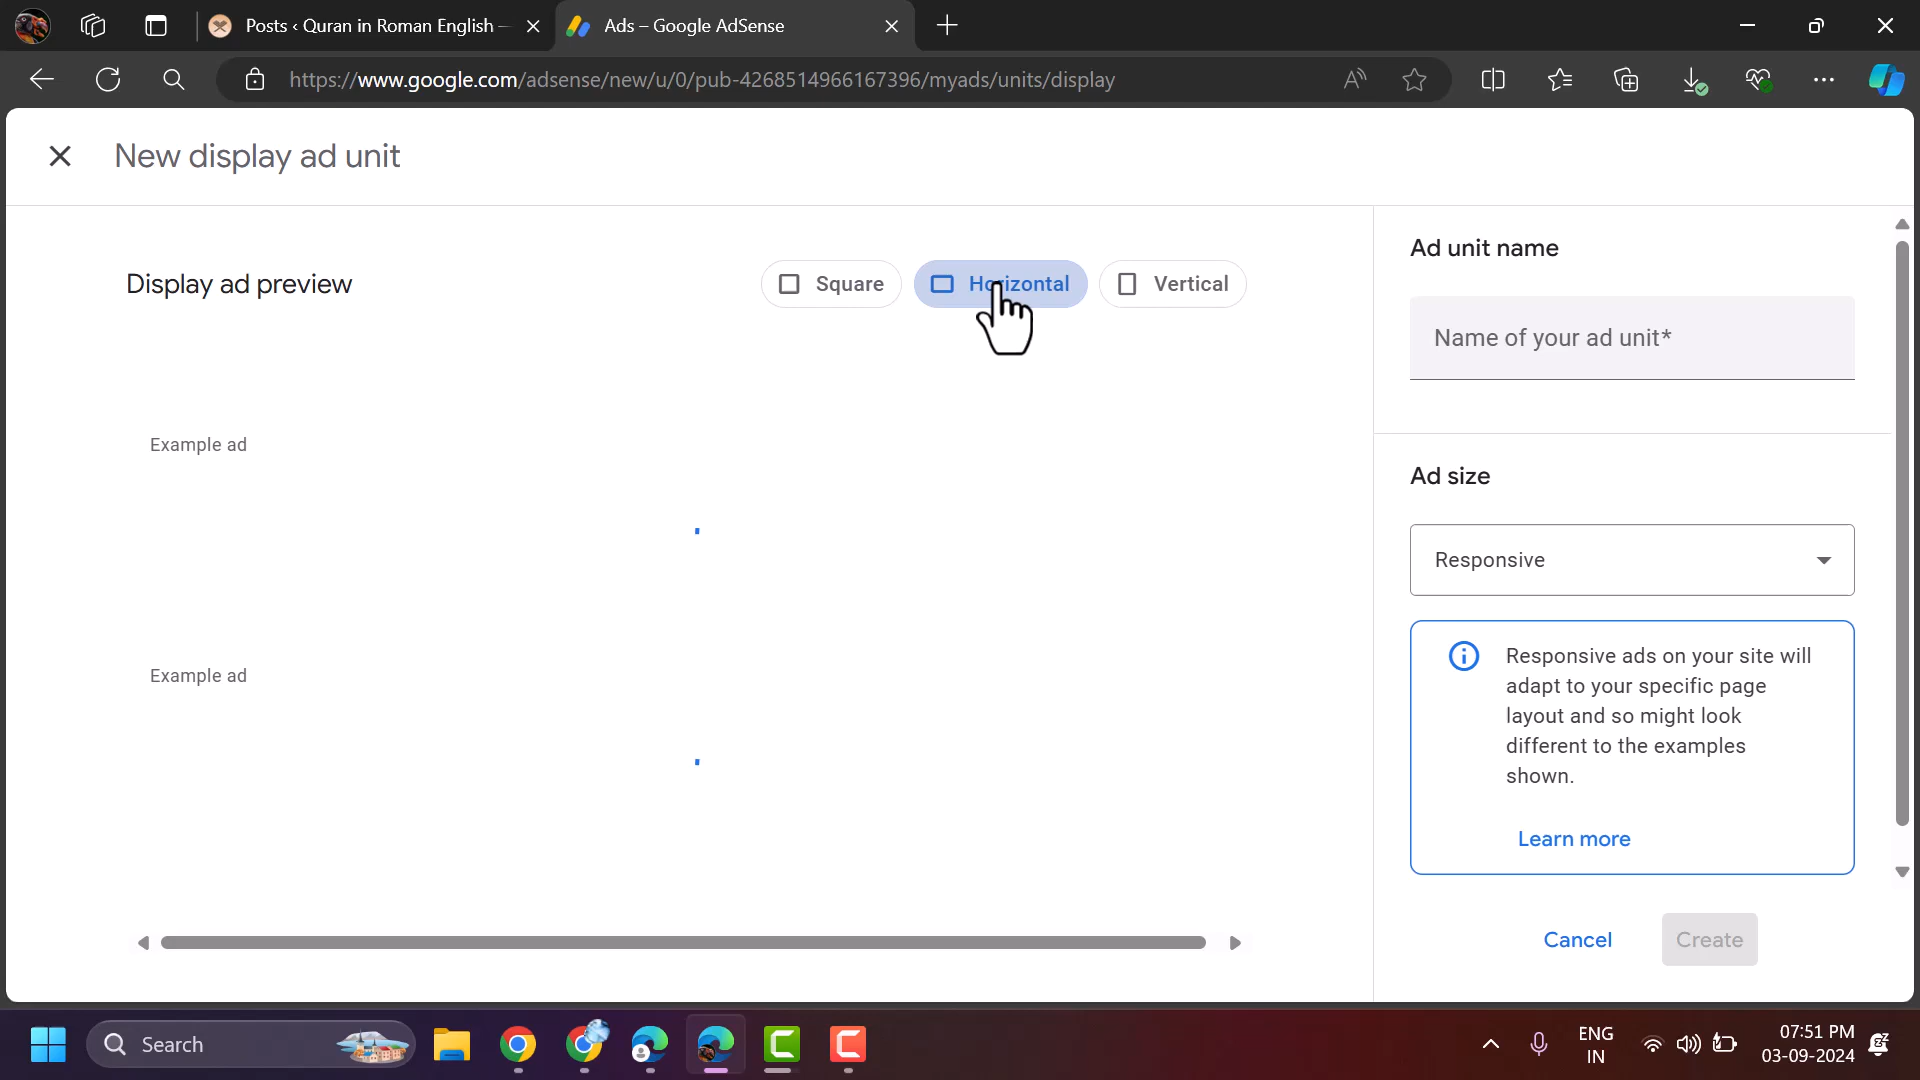 Posts ‹ Quran in Roman English –
Ads – Google AdSense
https://www.google.com/adsense/new/u/0/pub-4268514966167396/myads/units/display
New display ad unit
Display ad preview
Square
Horizontal
Vertical
Example ad
Example ad
Ad unit name
Name of your ad unit*
Ad size
Responsive
Responsive ads on your site will
adapt to your specific page
layout and so might look
different to the examples
shown.
Learn more
Cancel
Create
Search
ENG
IN
07:51 PM
03-09-2024